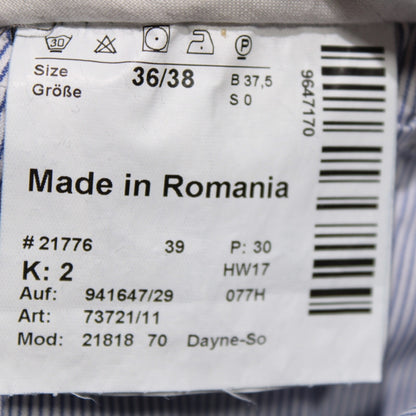 30 P
Size 36/38 B 37,5
Größe S 0
9647170
Made in Romania
# 21776 39 P: 30
K: 2 HW17
Auf: 941647/29 077H
Art: 73721/11
Mod: 21818 70 Dayne-So